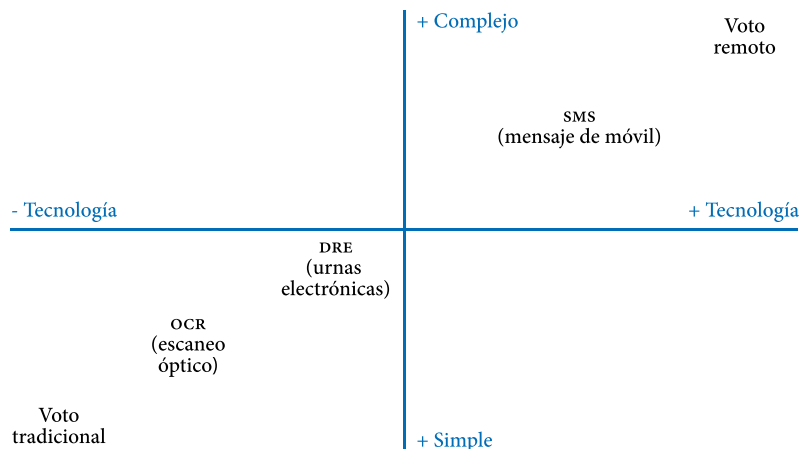 + Complejo
Voto
remoto
SMS
(mensaje de móvil)
- Tecnología
+ Tecnología
DRE
(urnas
electrónicas)
OCR
(escaneo
óptico)
Voto
tradicional
+ Simple